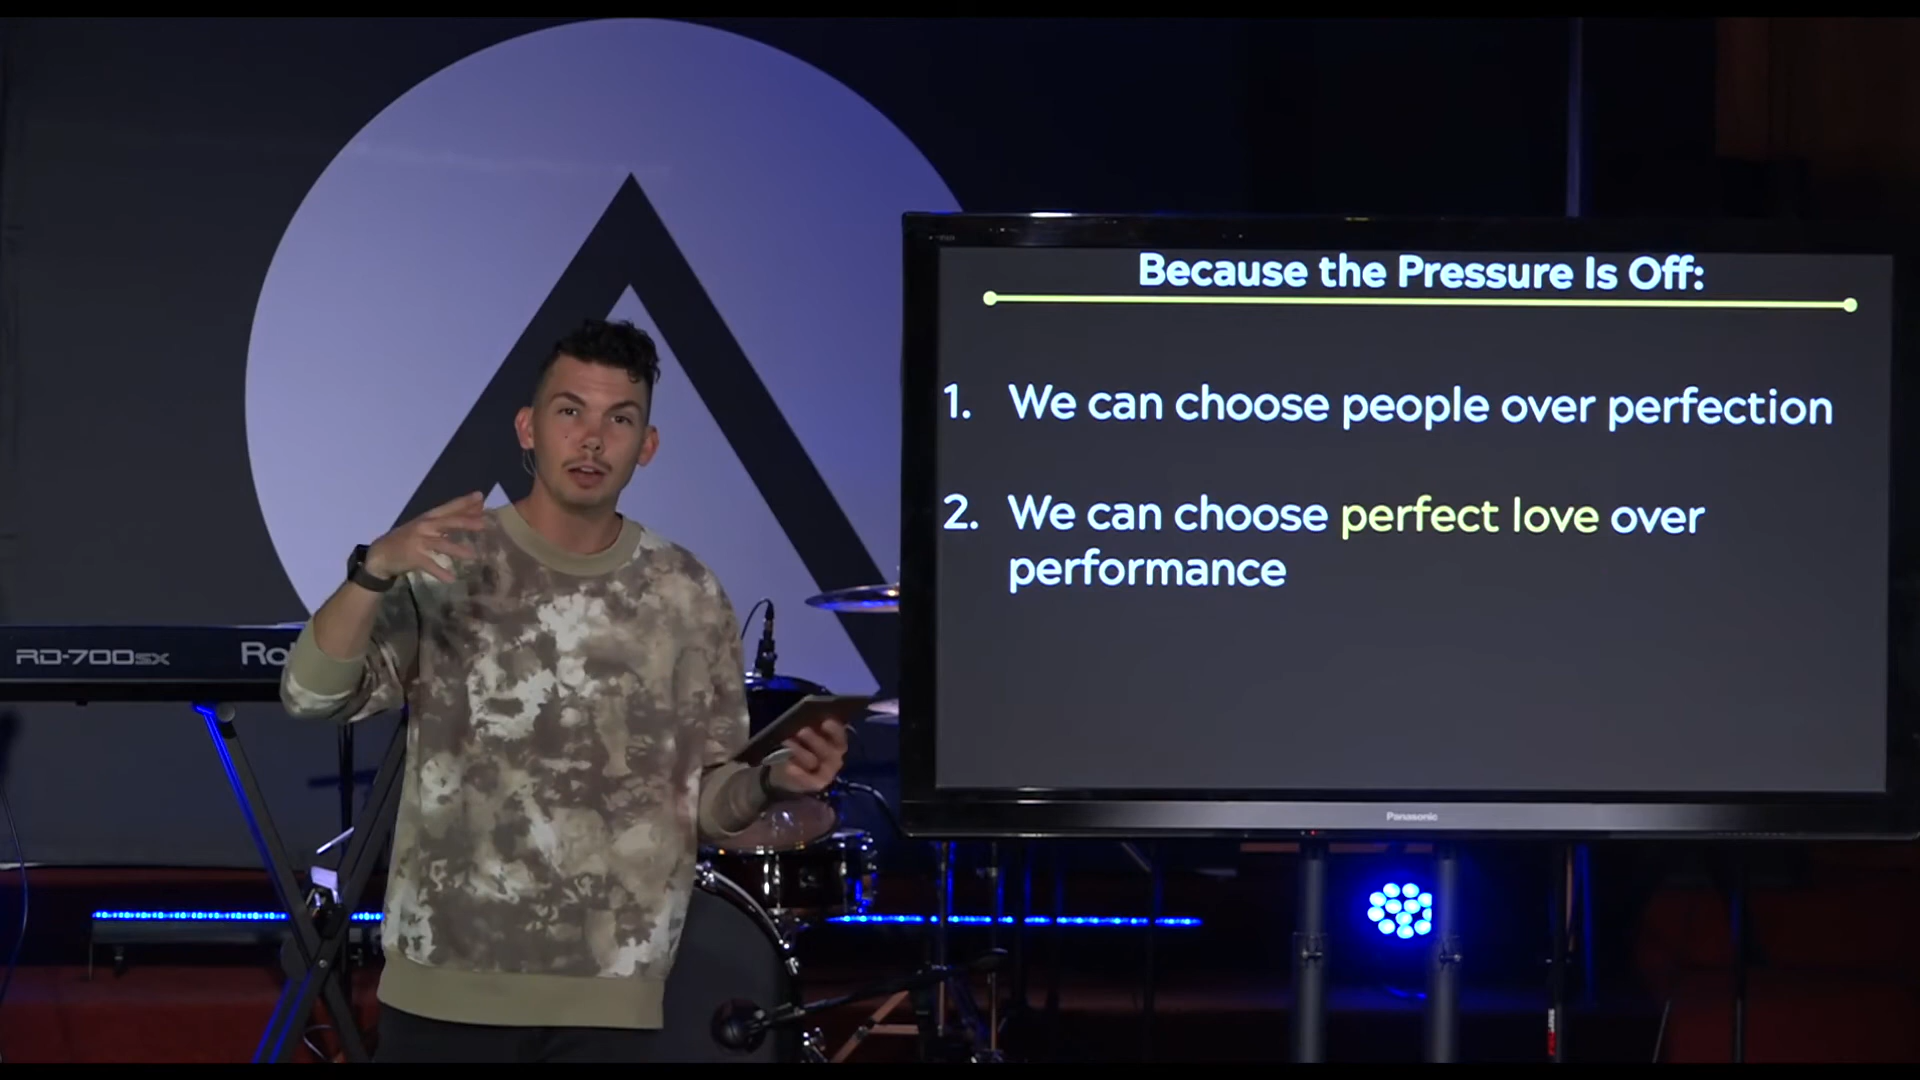 Because the Pressure Is Off:
1. We can choose people over perfection
2. We can choose perfect love over
performance
RD-700SX
Ro
Panasonic